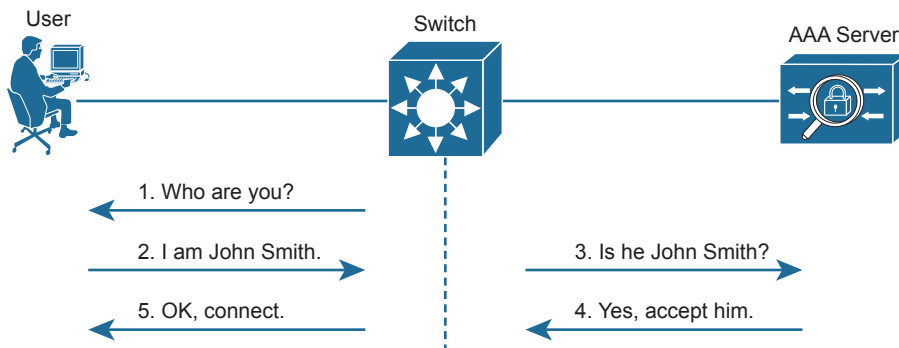 User
Switch
AAA Server
1. Who are you?
2. I am John Smith.
3. Is he John Smith?
5. OK, connect.
4. Yes, accept him.